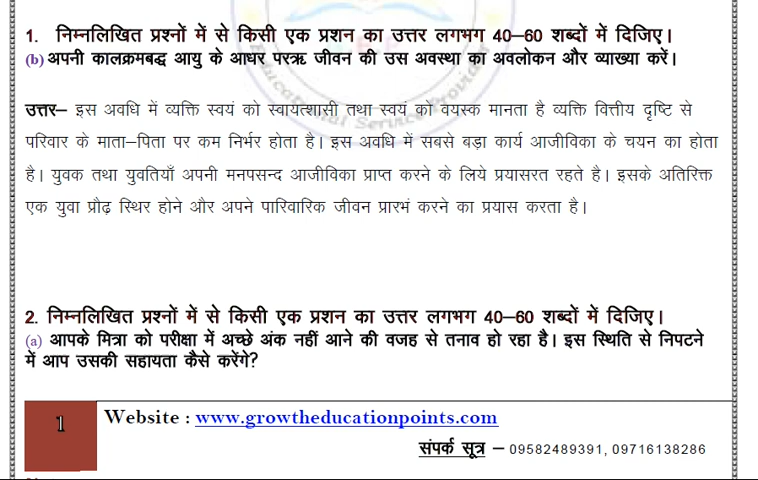 1. निम्नलिखित प्रश्नों में से किसी एक प्रशन का उत्तर लगभग 40–60 शब्दों में दिजिए।
(b) अपनी कालक्रमबद्ध आयु के आधर परऋ जीवन की उस अवस्था का अवलोकन और व्याख्या करें।
उत्तर– इस अवधि में व्यक्ति स्वयं को स्वायत्शासी तथा स्वयं को वयस्क मानता है व्यक्ति वित्तीय दृष्टि से
परिवार के माता–पिता पर कम निर्भर होता है। इस अवधि में सबसे बड़ा कार्य आजीविका के चयन का होता
है। युवक तथा युवतियाँ अपनी मनपसन्द आजीविका प्राप्त करने के लिये प्रयासरत रहते है। इसके अतिरिक्त
एक युवा प्रौढ़ स्थिर होने और अपने पारिवारिक जीवन प्रारभं करने का प्रयास करता है।
2. निम्नलिखित प्रश्नों में से किसी एक प्रशन का उत्तर लगभग 40–60 शब्दों में दिजिए।
(a) आपके मित्रा को परीक्षा में अच्छे अंक नहीं आने की वजह से तनाव हो रहा है। इस स्थिति से निपटने
में आप उसकी सहायता कैसे करेंगे?
1 Website : www.growtheducationpoints.com
संपर्क सूत्र – 09582489391, 09716138286